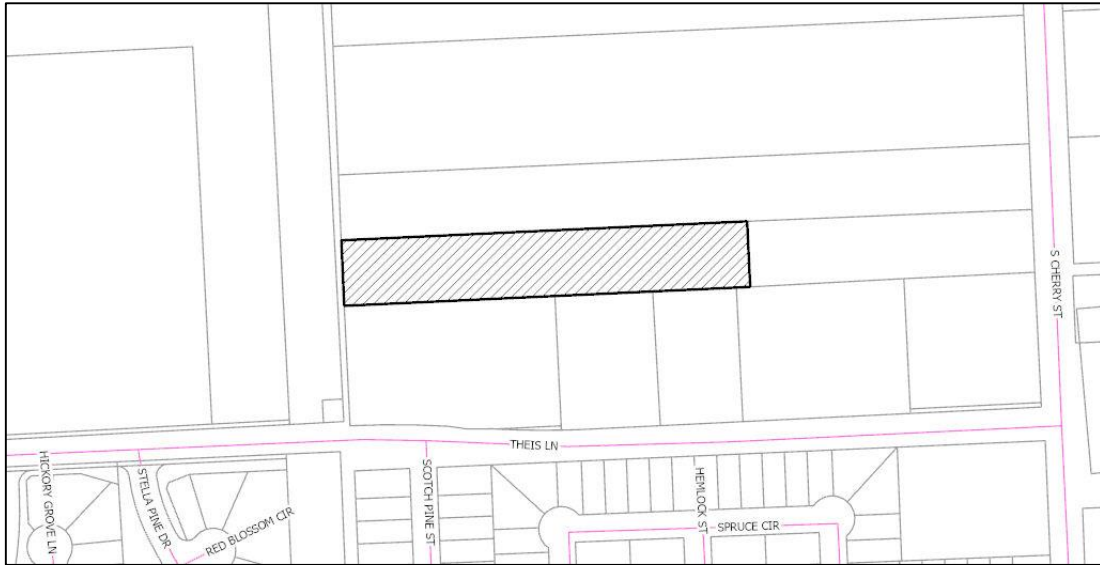 S CHERRY ST
THEIS LN
HICKORY GROVE LN
STELLA PINE DR
RED BLOSSOM CIR
SCOTCH PINE ST
HEMLOCK ST
SPRUCE CIR